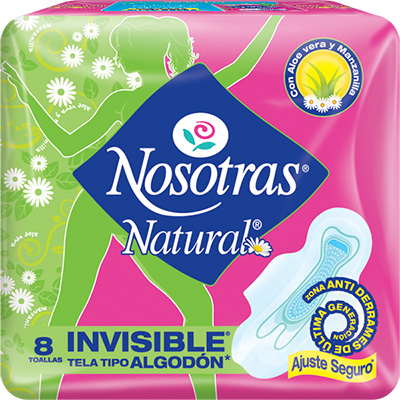 Con Aloe vera y Manzanilla
Nosotras®
Natural®
ZONA ANTI DERRAMES
DE ÚLTIMA GENERACIÓN
8
TOALLAS
INVISIBLE®
TELA TIPO ALGODÓN*
Ajuste Seguro*